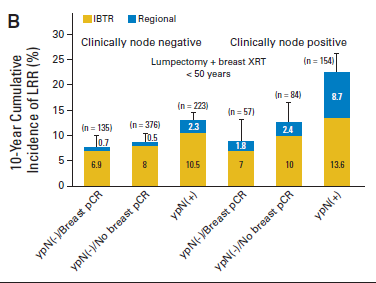 B
IBTR
Regional
10-Year Cumulative
Incidence of LRR (%)
30
25
20
15
10
5
0
Clinically node negative
Clinically node positive
Lumpectomy + breast XRT
< 50 years
(n = 135)
0.7
6.9
(n = 376)
0.5
8
(n = 223)
2.3
10.5
(n = 57)
1.8
7
(n = 84)
2.4
10
(n = 154)
8.7
13.6
ypN(-)/Breast pCR
ypN(-)/No breast pCR
ypN(+)
ypN(-)/Breast pCR
ypN(-)/No breast pCR
ypN(+)